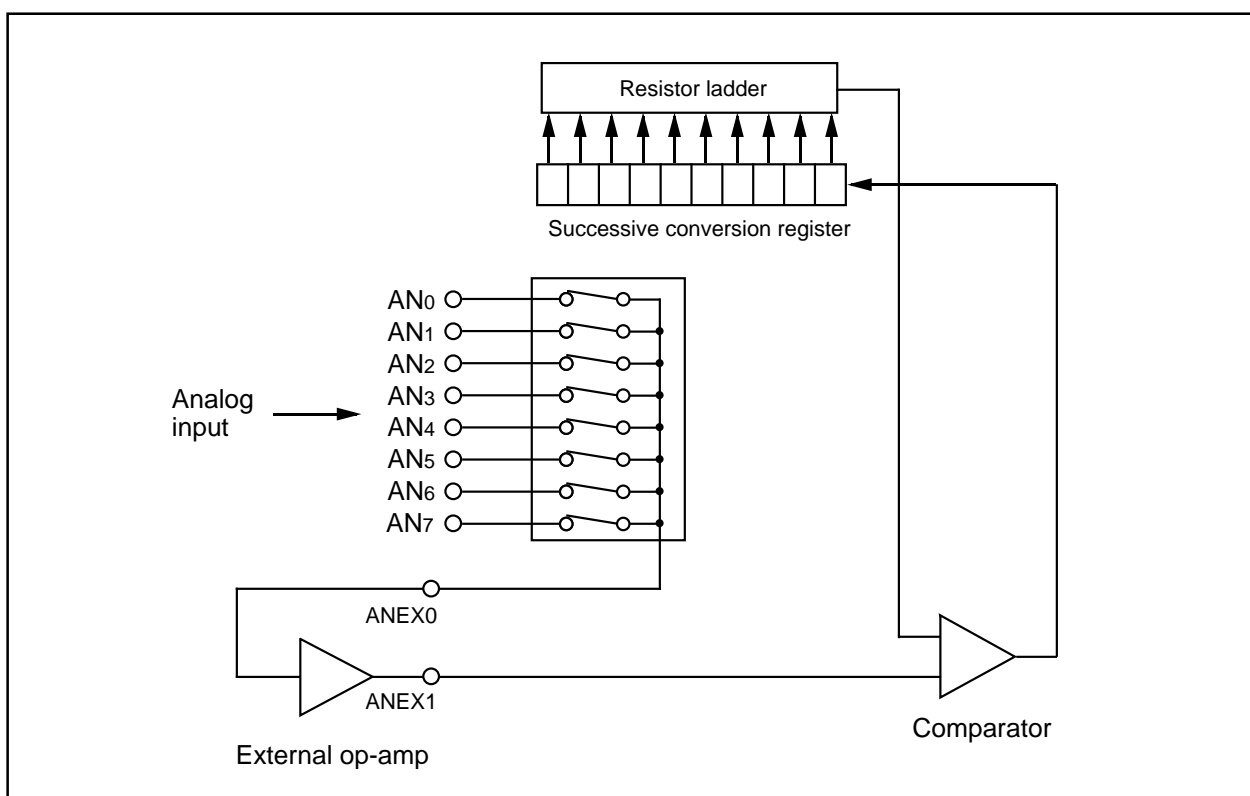 Resistor ladder
Successive conversion register
AN0
AN1
AN2
AN3
AN4
AN5
AN6
AN7
Analog
input
ANEX0
ANEX1
External op-amp
Comparator